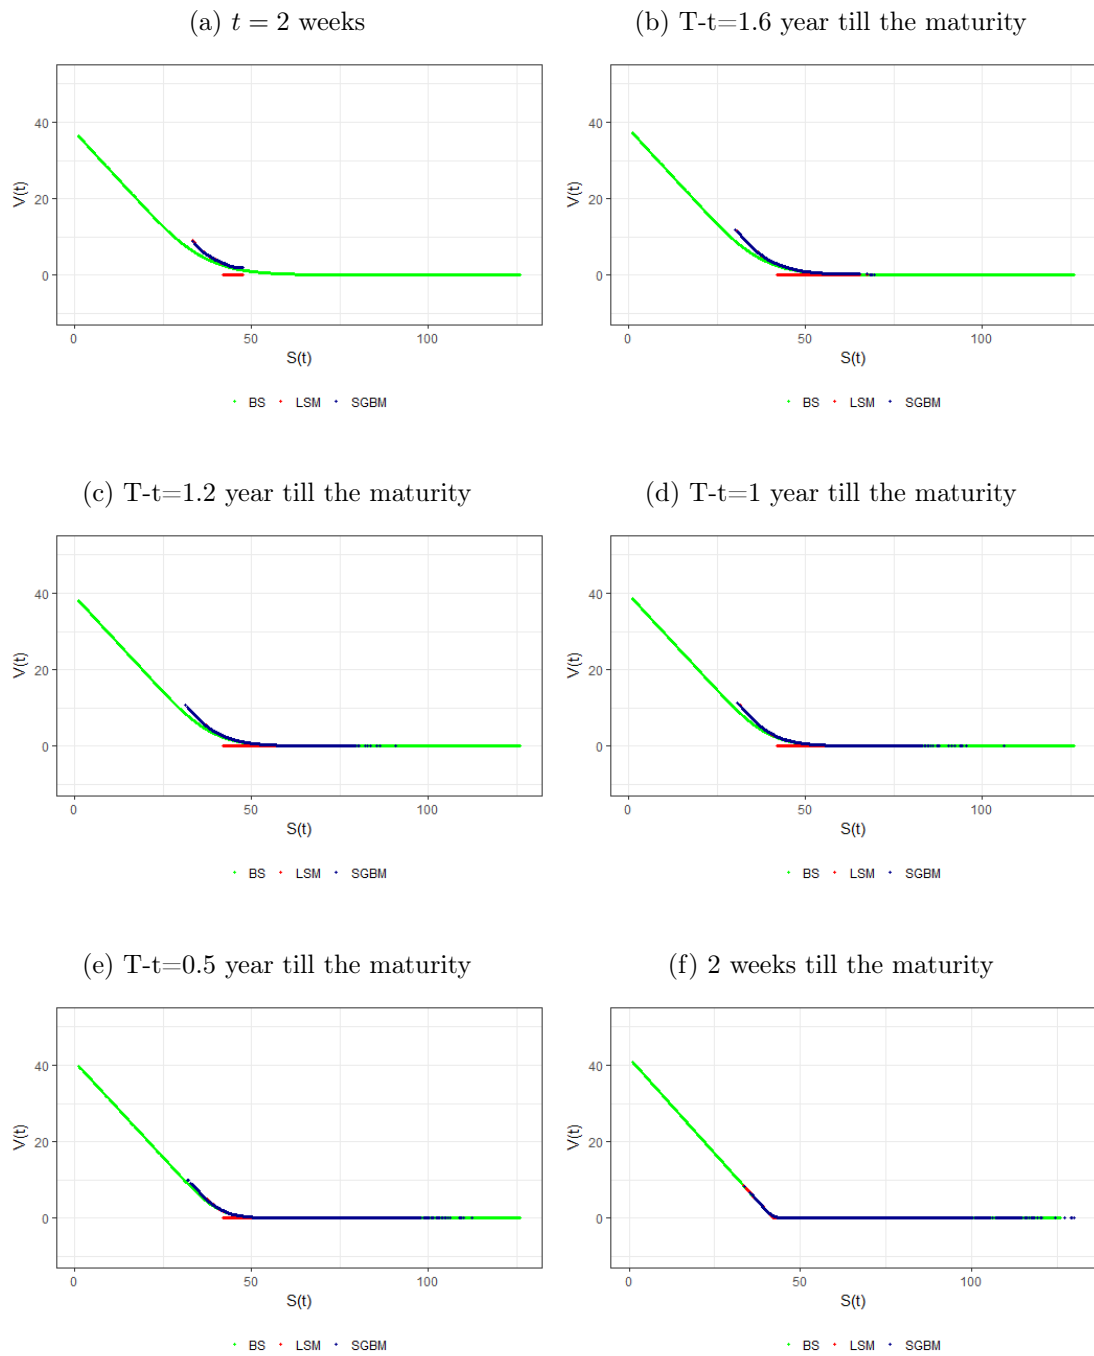 (a) t = 2 weeks
(b) T-t=1.6 year till the maturity
40
20
0
V(t)
0 50 100
S(t)
BS LSM SGBM
40
20
0
V(t)
0 50 100
S(t)
BS LSM SGBM
(c) T-t=1.2 year till the maturity
(d) T-t=1 year till the maturity
40
20
0
V(t)
0 50 100
S(t)
BS LSM SGBM
40
20
0
V(t)
0 50 100
S(t)
BS LSM SGBM
(e) T-t=0.5 year till the maturity
(f) 2 weeks till the maturity
40
20
0
V(t)
0 50 100
S(t)
BS LSM SGBM
40
20
0
V(t)
0 50 100
S(t)
BS LSM SGBM